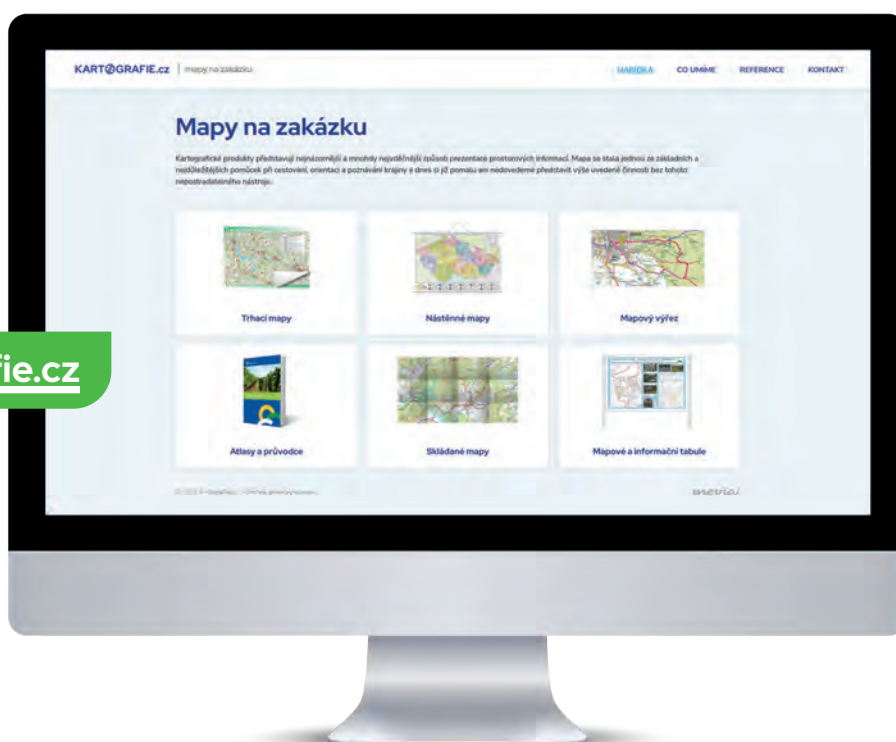 KARTOGRAFIE.cz | mapy na zakázku
NABÍDKA CO UMÍME REFERENCE KONTAKT
Mapy na zakázku
Kartografické produkty představují nejnázornější a mnohdy nejvděčnější způsob prezentace prostorových informací. Mapa se stala jednou ze základních a
nejdůležitějších pomůcek při cestování, orientaci a poznávání krajiny a dnes si již pomalu ani nedovedeme představit výše uvedené činnosti bez tohoto
nepostradatelného nástroje.
Trhací mapy
Nástěnné mapy
Mapový výřez
fie.cz
Atlasy a průvodce
Skládané mapy
Mapové a informační tabule